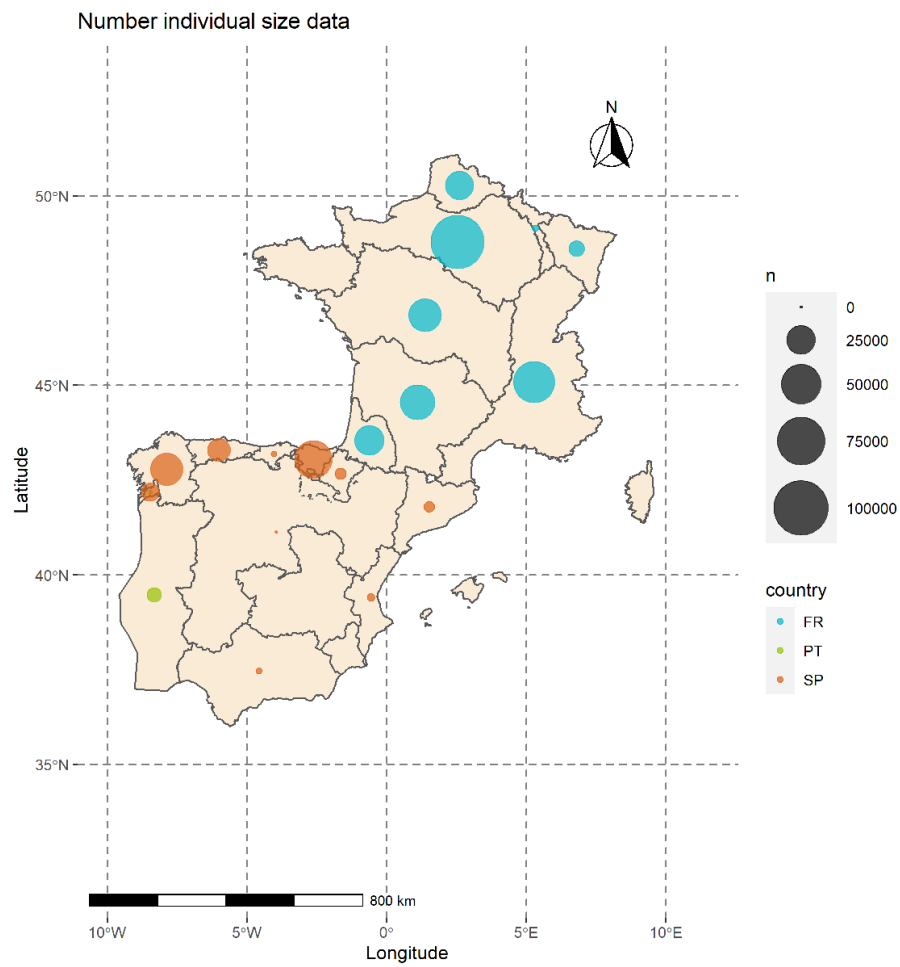 Number individual size data
N
50°N
45°N
40°N
35°N
Latitude
800 km
10°W
5°W
0°
5°E
10°E
Longitude
n
0
25000
50000
75000
100000
country
FR
PT
SP